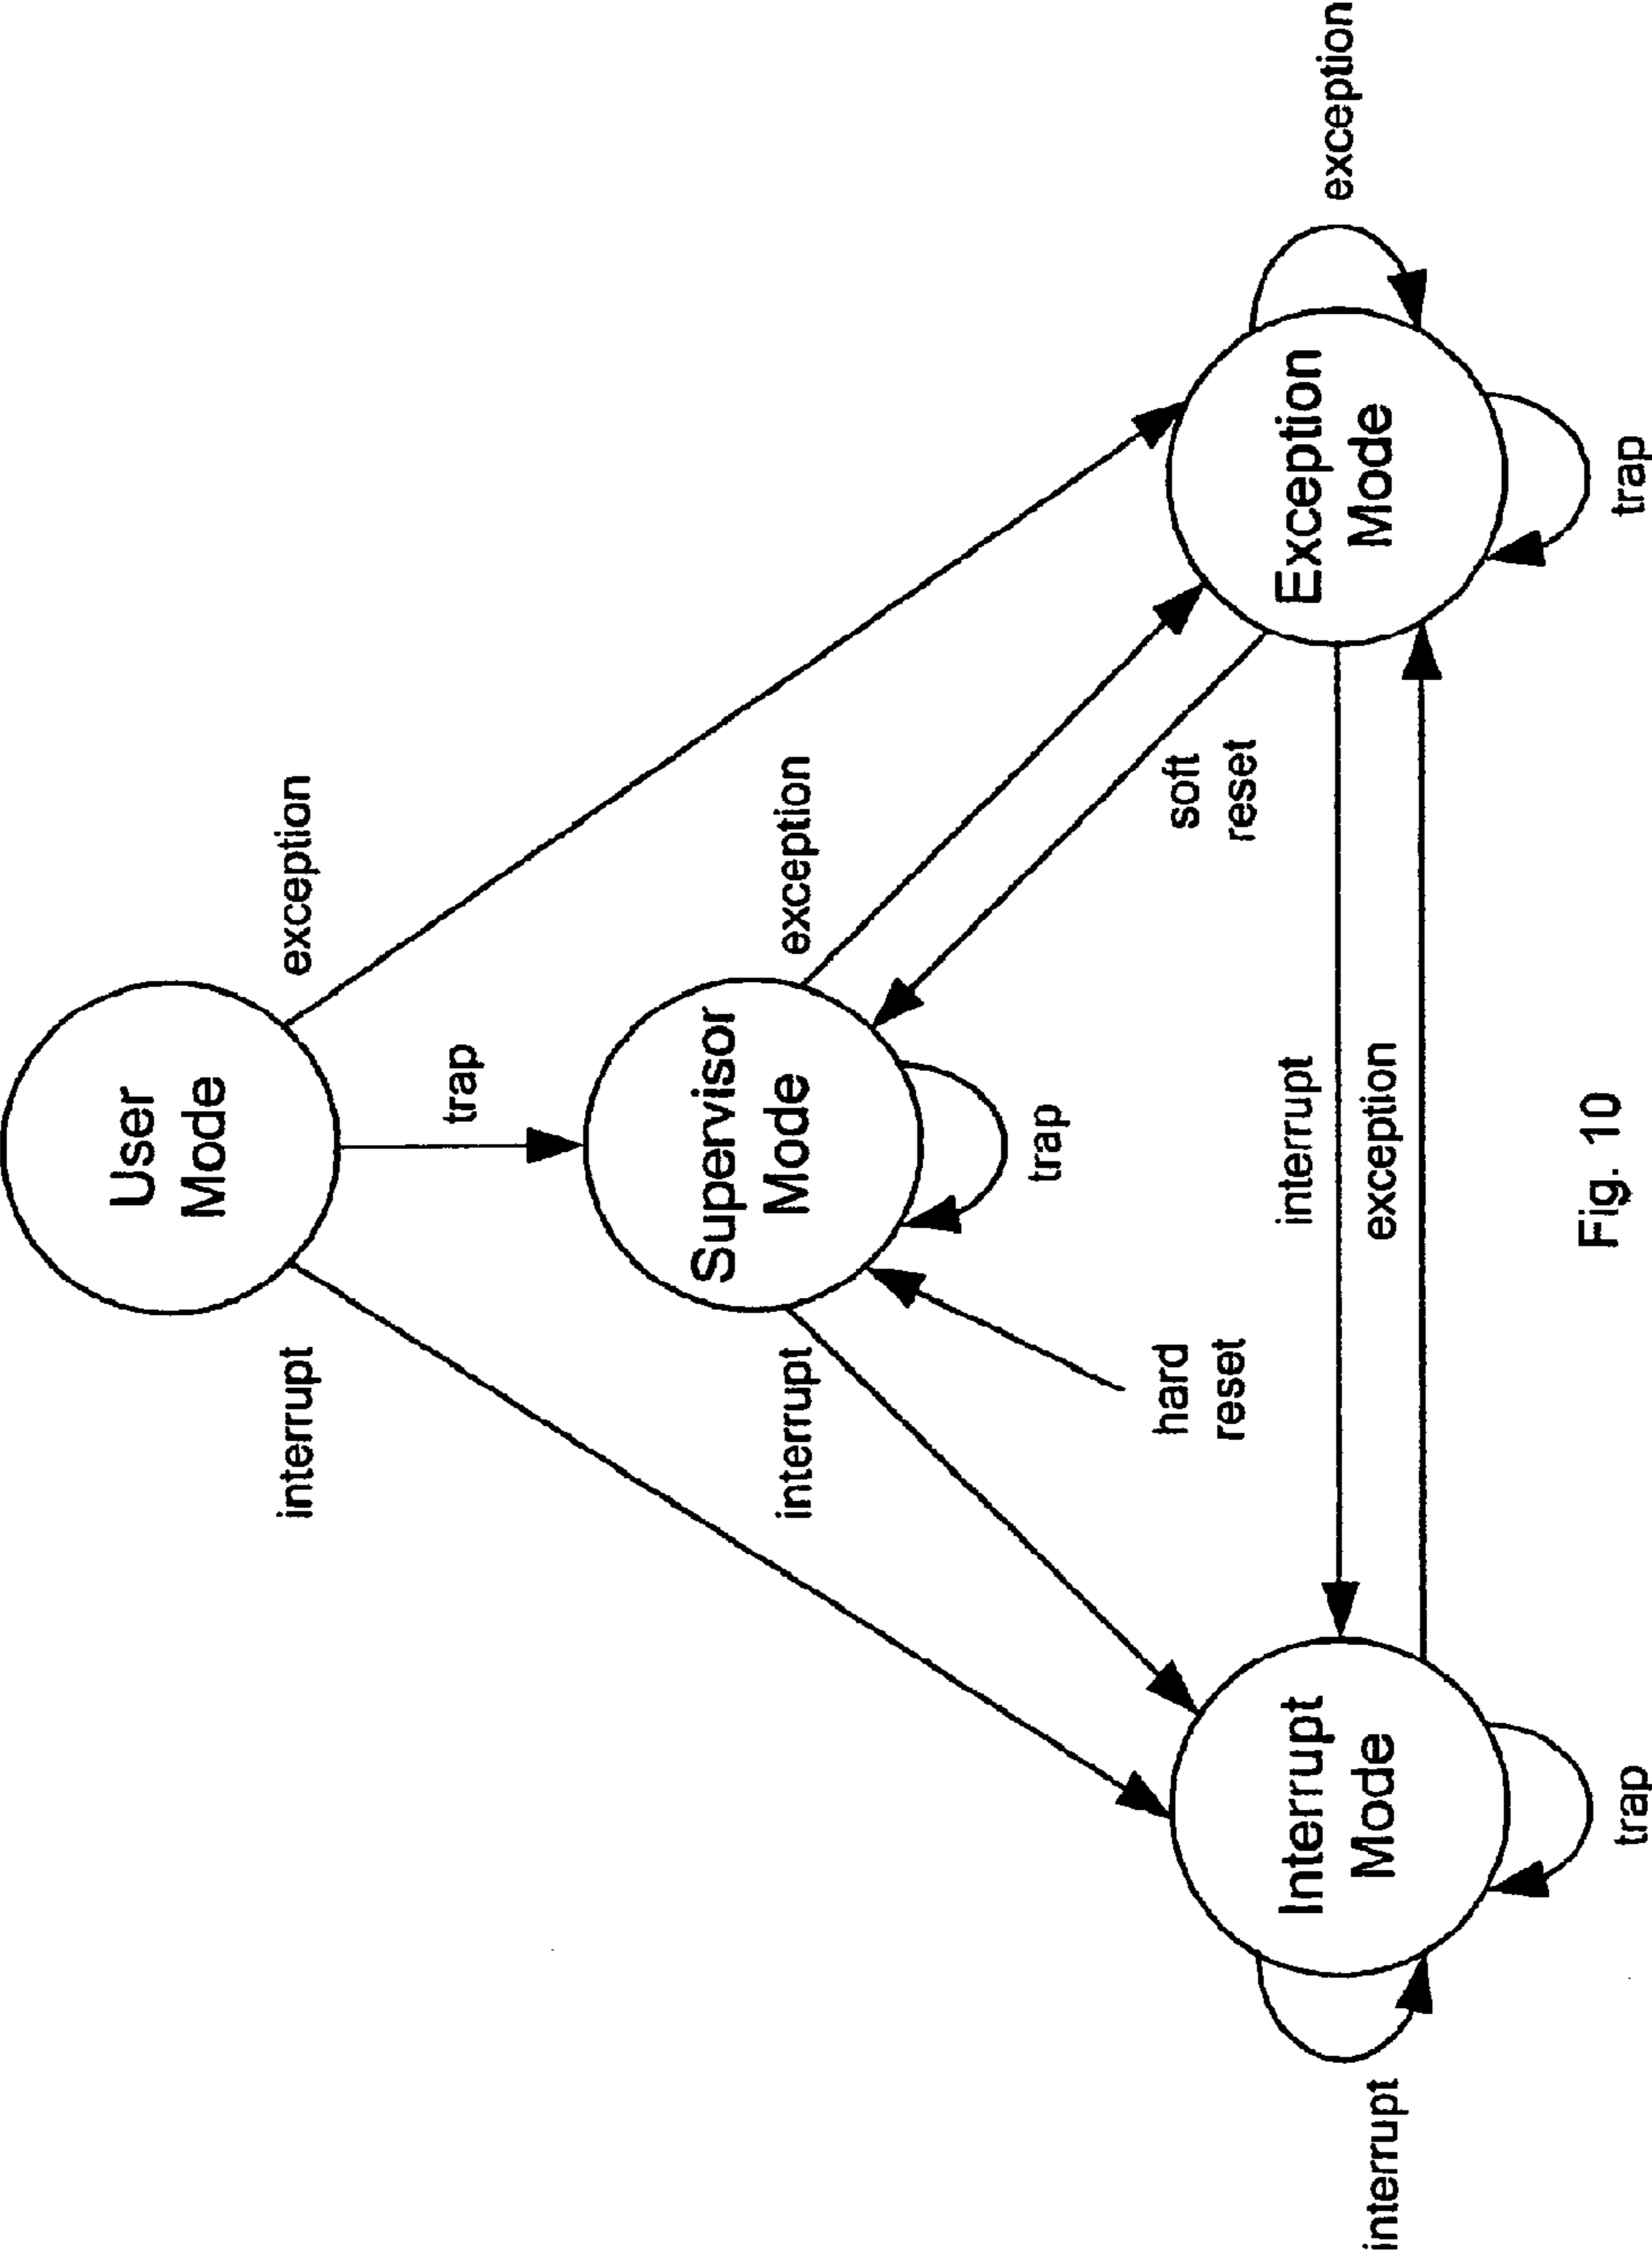 User
Mode
interrupt
exception
trap
Supervisor
Mode
interrupt
exception
trap
hard
reset
soft
reset
Interrupt
Mode
interrupt
exception
Exception
Mode
interrupt
exception
trap
trap
Fig. 10